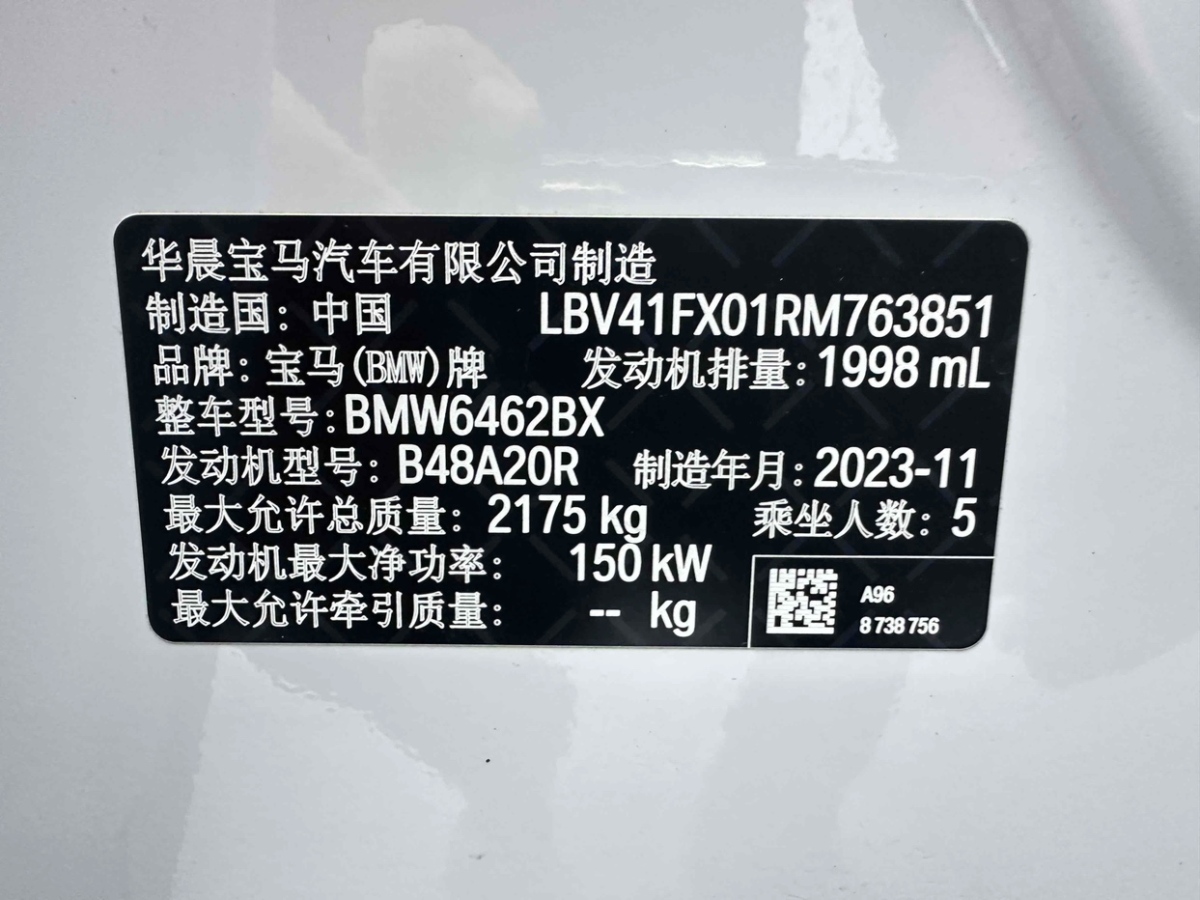 华晨宝马汽车有限公司制造
制造国：中国 LBV41FX01RM763851
品牌：宝马(BMW)牌 发动机排量：1998 mL
整车型号：BMW6462BX
发动机型号：B48A20R 制造年月：2023-11
最大允许总质量：2175 kg 乘坐人数：5
发动机最大净功率：150 kW
最大允许牵引质量：-- kg
A96
8 738 756